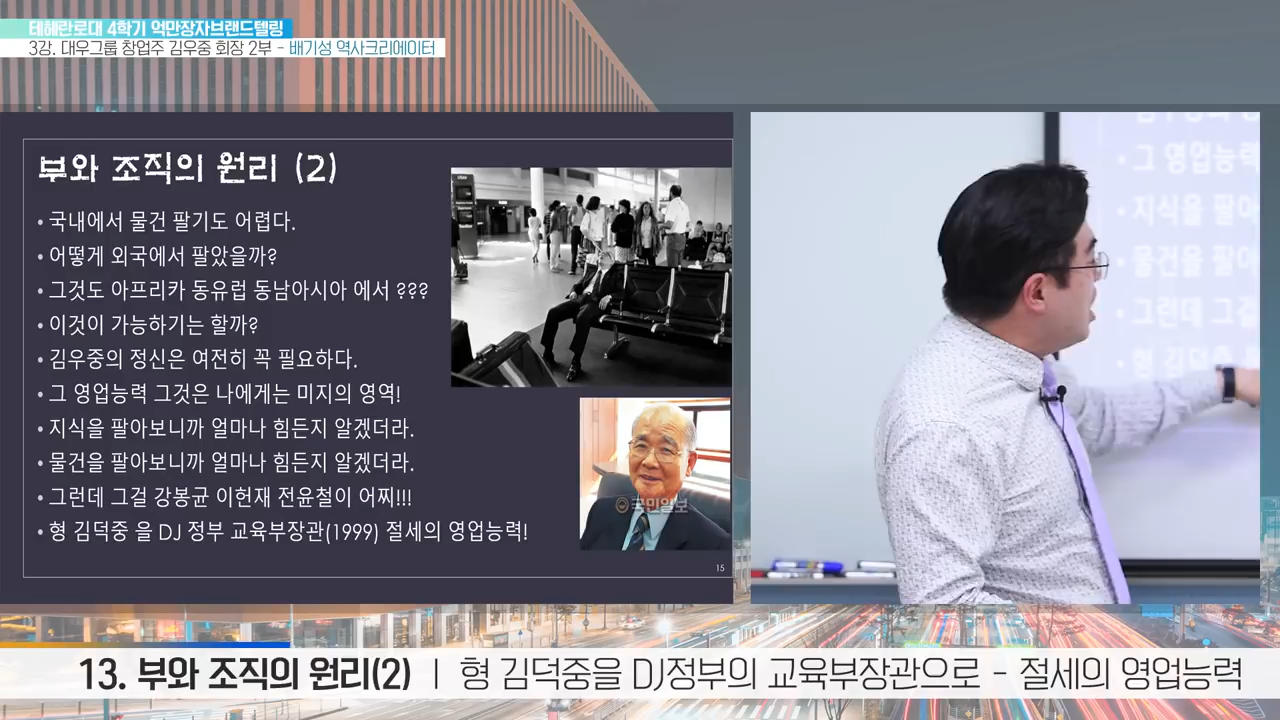 테헤란로대 4학기 억만장자브랜드텔링
3강. 대우그룹 창업주 김우중 회장 2부 - 배기성 역사크리에이터
부와 조직의 원리 (2)
• 국내에서 물건 팔기도 어렵다.
• 어떻게 외국에서 팔았을까?
• 그것도 아프리카 동유럽 동남아시아 에서 ???
• 이것이 가능하기는 할까?
• 김우중의 정신은 여전히 꼭 필요하다.
• 그 영업능력 그것은 나에게는 미지의 영역!
• 지식을 팔아보니까 얼마나 힘든지 알겠더라.
• 물건을 팔아보니까 얼마나 힘든지 알겠더라.
• 그런데 그걸 강봉균 이헌재 전윤철이 어찌!!!
• 형 김덕중 을 DJ 정부 교육부장관(1999) 절세의 영업능력!
국민일보
15
• 그 영업능력
• 지식을 팔아
• 물건을 팔아
• 그런데 그걸
• 형 김덕중
13. 부와 조직의 원리(2) | 형 김덕중을 DJ정부의 교육부장관으로 - 절세의 영업능력